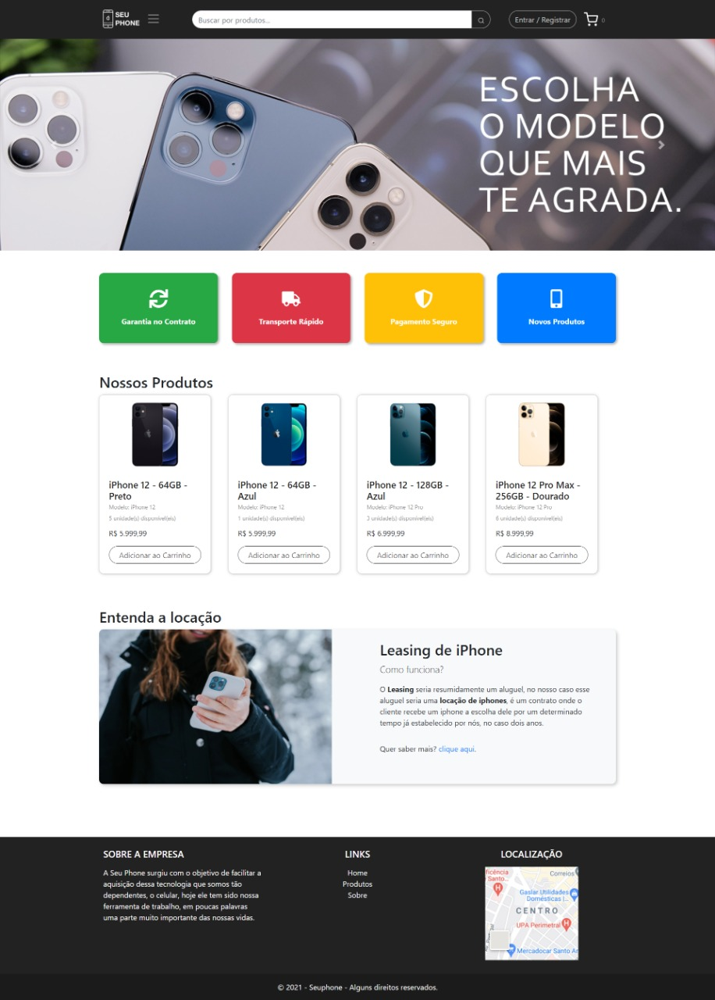 SEU
PHONE
Buscar por produtos...
Entrar / Registrar
0
ESCOLHA
O MODELO
QUE MAIS
TE AGRADA.
Garantia no Contrato
Transporte Rápido
Pagamento Seguro
Novos Produtos
Nossos Produtos
iPhone 12 - 64GB -
Preto
Modelo: iPhone 12
5 unidade(s) disponível(eis)
R$ 5.999,99
Adicionar ao Carrinho
iPhone 12 - 64GB -
Azul
Modelo: iPhone 12
1 unidade(s) disponível(eis)
R$ 5.999,99
Adicionar ao Carrinho
iPhone 12 - 128GB -
Azul
Modelo: iPhone 12 Pro
3 unidade(s) disponível(eis)
R$ 6.999,99
Adicionar ao Carrinho
iPhone 12 Pro Max -
256GB - Dourado
Modelo: iPhone 12 Pro
6 unidade(s) disponível(eis)
R$ 8.999,99
Adicionar ao Carrinho
Entenda a locação
Leasing de iPhone
Como funciona?
O Leasing seria resumidamente um aluguel, no nosso caso esse
aluguel seria uma locação de iphones, é um contrato onde o
cliente recebe um iphone a escolha dele por um determinado
tempo já estabelecido por nós, no caso dois anos.
Quer saber mais? clique aqui.
SOBRE A EMPRESA
A Seu Phone surgiu com o objetivo de facilitar a
aquisição dessa tecnologia que somos tão
dependentes, o celular, hoje ele tem sido nossa
ferramenta de trabalho, em poucas palavras
uma parte muito importante das nossas vidas.
LINKS
Home
Produtos
Sobre
LOCALIZAÇÃO
ficência
Santo...
Correios
Gaslar Utilidades
Domésticas |...
CENTRO
UPA Perimetral
Mercadocar Santo An
© 2021 - Seuphone - Alguns direitos reservados.